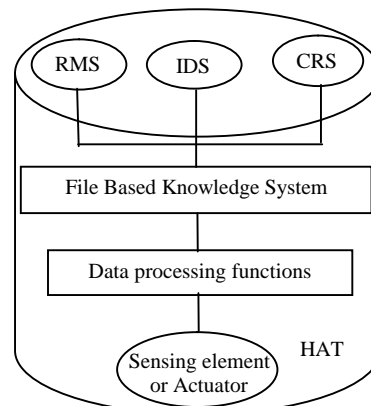 RMS IDS CRS
File Based Knowledge System
Data processing functions
Sensing element
or Actuator
HAT